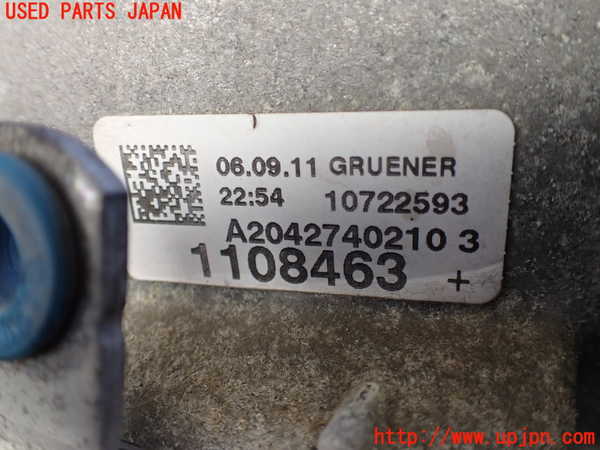 USED PARTS JAPAN
06.09.11 GRUENER
22:54 10722593
A2042740210 3
1108463 +
http://www.upjpn.com/